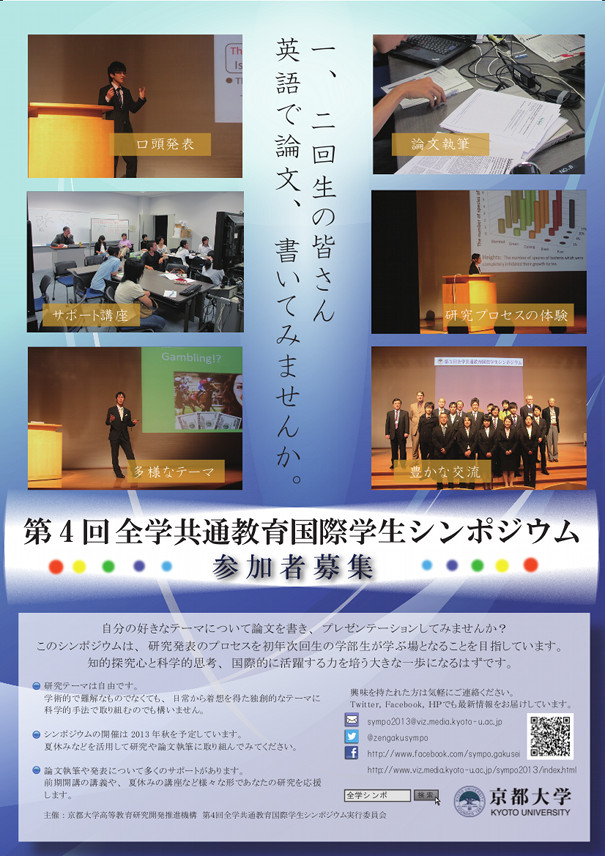 一、二回生の皆さん
英語で論文、書いてみませんか。
口頭発表
論文執筆
サポート講座
研究プロセスの体験
Gambling!?
多様なテーマ
豊かな交流
第4回全学共通教育国際学生シンポジウム
参加者募集
自分の好きなテーマについて論文を書き、プレゼンテーションしてみませんか？
このシンポジウムは、研究発表のプロセスを初年次回生の学部生が学ぶ場となることを目指しています。
知的探究心と科学的思考、国際的に活躍する力を培う大きな一歩になるはずです。
研究テーマは自由です。
学術的で難解なものでなくても、日常から着想を得た独創的なテーマに
科学的手法で取り組むのでも構いません。
シンポジウムの開催は2013年秋を予定しています。
夏休みなどを活用して研究や論文執筆に取り組んでみてください。
論文執筆や発表について多くのサポートがあります。
前期開講の講義や、夏休みの講座など様々な形であなたの研究を応援
します。
興味を持たれた方は気軽にご連絡ください。
Twitter, Facebook, HPでも最新情報をお届けしています。
sympo2013@viz.media.kyoto-u.ac.jp
@zengakusympo
http://www.facebook.com/sympo.gakusei
http://www.viz.media.kyoto-u.ac.jp/sympo2013/index.html
全学シンポ 検索
京都大学
KYOTO UNIVERSITY
主催：京都大学高等教育研究開発推進機構 第4回全学共通教育国際学生シンポジウム実行委員会